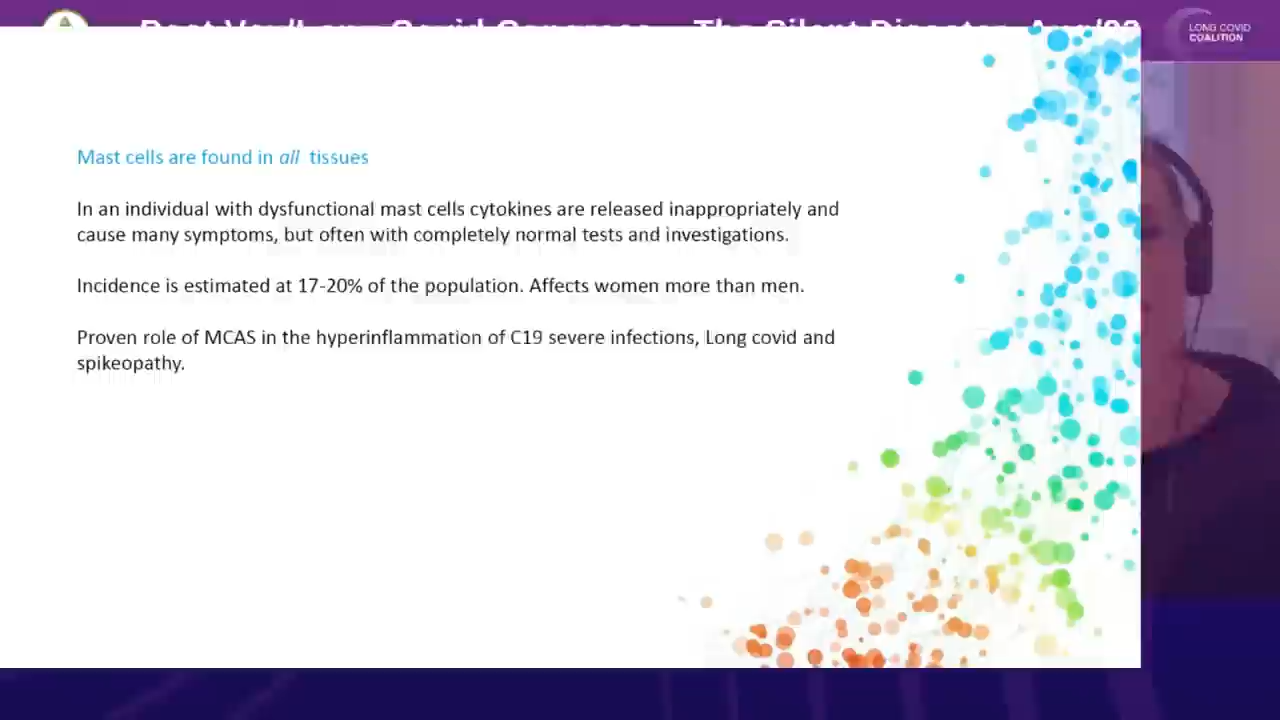 LONG COVID
COALITION
Mast cells are found in all tissues
In an individual with dysfunctional mast cells cytokines are released inappropriately and
cause many symptoms, but often with completely normal tests and investigations.
Incidence is estimated at 17-20% of the population. Affects women more than men.
Proven role of MCAS in the hyperinflammation of C19 severe infections, Long covid and
spikeopathy.